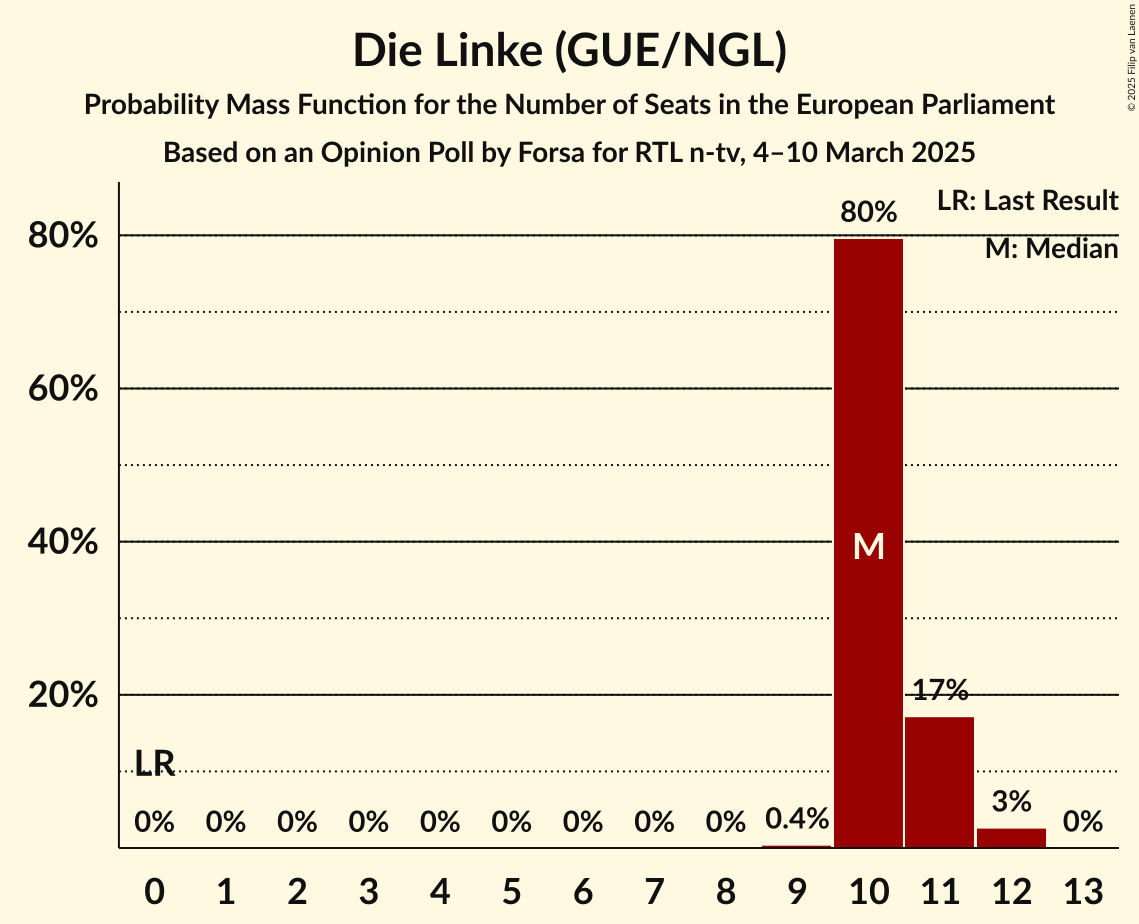 Die Linke (GUE/NGL)
Probability Mass Function for the Number of Seats in the European Parliament
Based on an Opinion Poll by Forsa for RTL n-tv, 4–10 March 2025
© 2025 Filip van Laenen
LR: Last Result
M: Median
80%
60%
40%
20%
80%
M
17%
LR
0% 0% 0% 0% 0% 0% 0% 0% 0% 0.4% 3% 0%
0 1 2 3 4 5 6 7 8 9 10 11 12 13